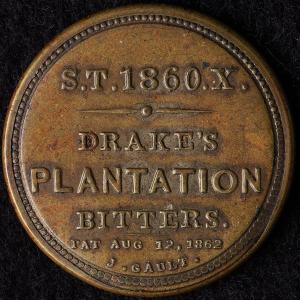 S.T.1860.X.
DRAKE'S
PLANTATION
BITTERS.
PAT AUG 12, 1862
J. GAULT.